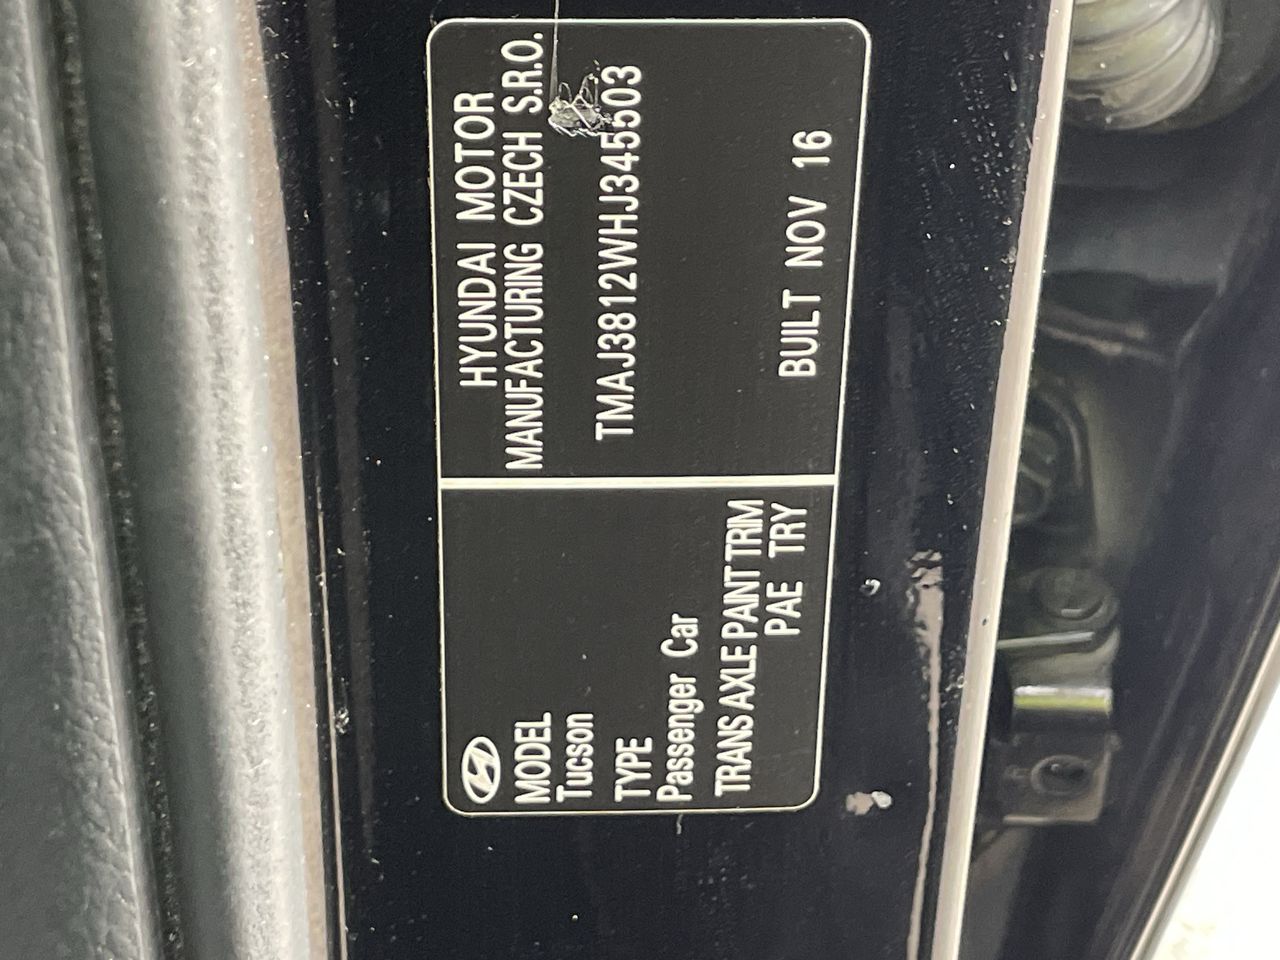 MODEL
Tucson
TYPE
Passenger Car
TRANS AXLE PAINT TRIM
PAE TRY
HYUNDAI MOTOR
MANUFACTURING CZECH S.R.O.
TMAJ3812WHJ345503
BUILT NOV 16